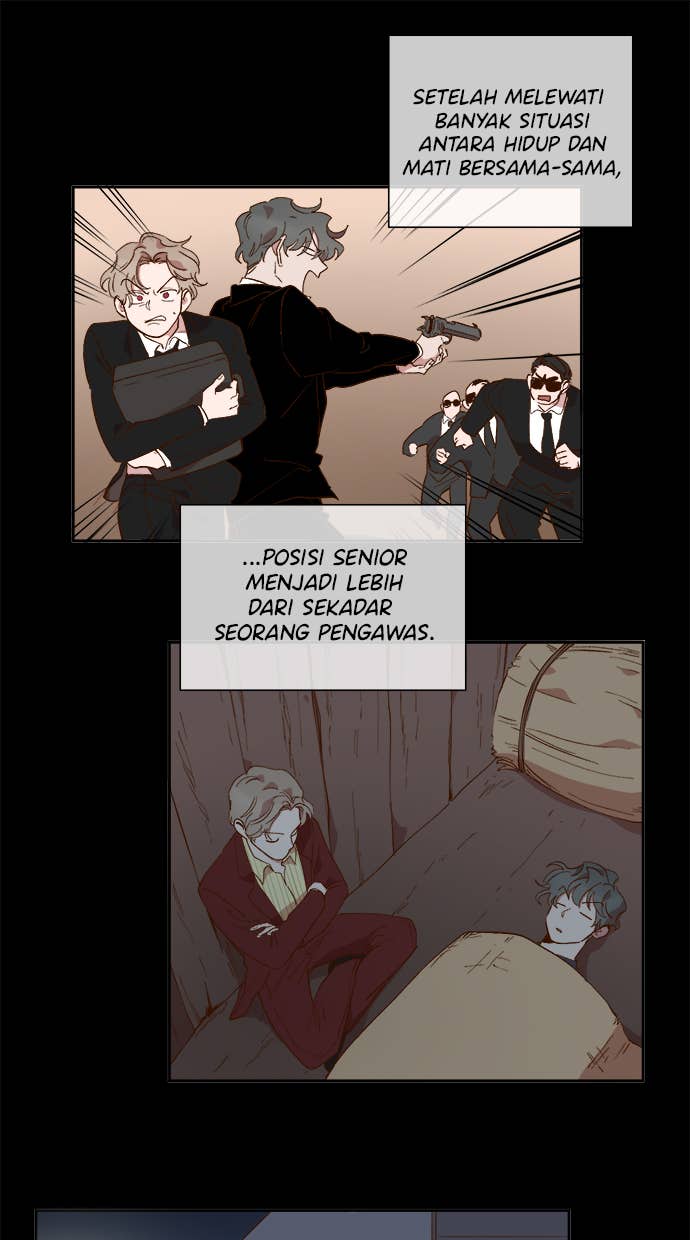 SETELAH MELEWATI
BANYAK SITUASI
ANTARA HIDUP DAN
MATI BERSAMA-SAMA,
...POSISI SENIOR
MENJADI LEBIH
DARI SEKADAR
SEORANG PENGAWAS.